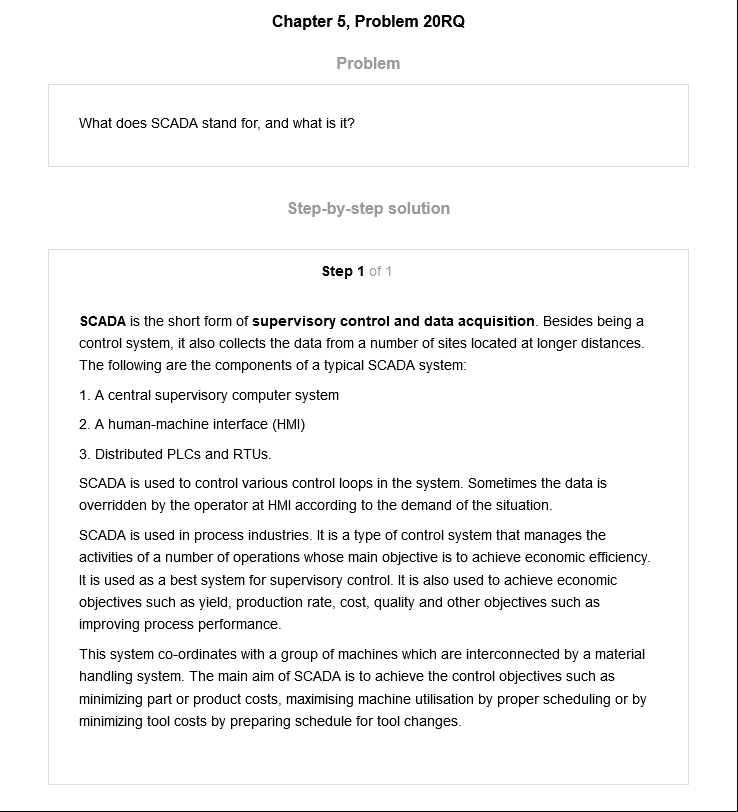 Chapter 5, Problem 20RQ
Problem
What does SCADA stand for, and what is it?
Step-by-step solution
Step 1 of 1
SCADA is the short form of supervisory control and data acquisition. Besides being a
control system, it also collects the data from a number of sites located at longer distances.
The following are the components of a typical SCADA system:
1. A central supervisory computer system
2. A human-machine interface (HMI)
3. Distributed PLCs and RTUs.
SCADA is used to control various control loops in the system. Sometimes the data is
overridden by the operator at HMI according to the demand of the situation.
SCADA is used in process industries. It is a type of control system that manages the
activities of a number of operations whose main objective is to achieve economic efficiency.
It is used as a best system for supervisory control. It is also used to achieve economic
objectives such as yield, production rate, cost, quality and other objectives such as
improving process performance.
This system co-ordinates with a group of machines which are interconnected by a material
handling system. The main aim of SCADA is to achieve the control objectives such as
minimizing part or product costs, maximising machine utilisation by proper scheduling or by
minimizing tool costs by preparing schedule for tool changes.